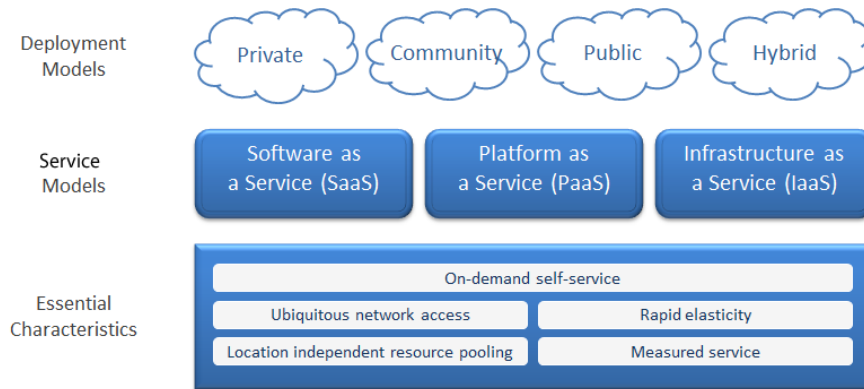 Deployment
Models
Private
Community
Public
Hybrid
Service
Models
Software as
a Service (SaaS)
Platform as
a Service (PaaS)
Infrastructure as
a Service (IaaS)
Essential
Characteristics
On-demand self-service
Ubiquitous network access
Rapid elasticity
Location independent resource pooling
Measured service